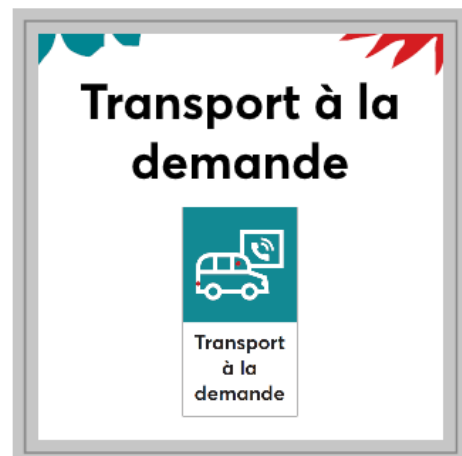 Transport à la
demande
Transport
à la
demande